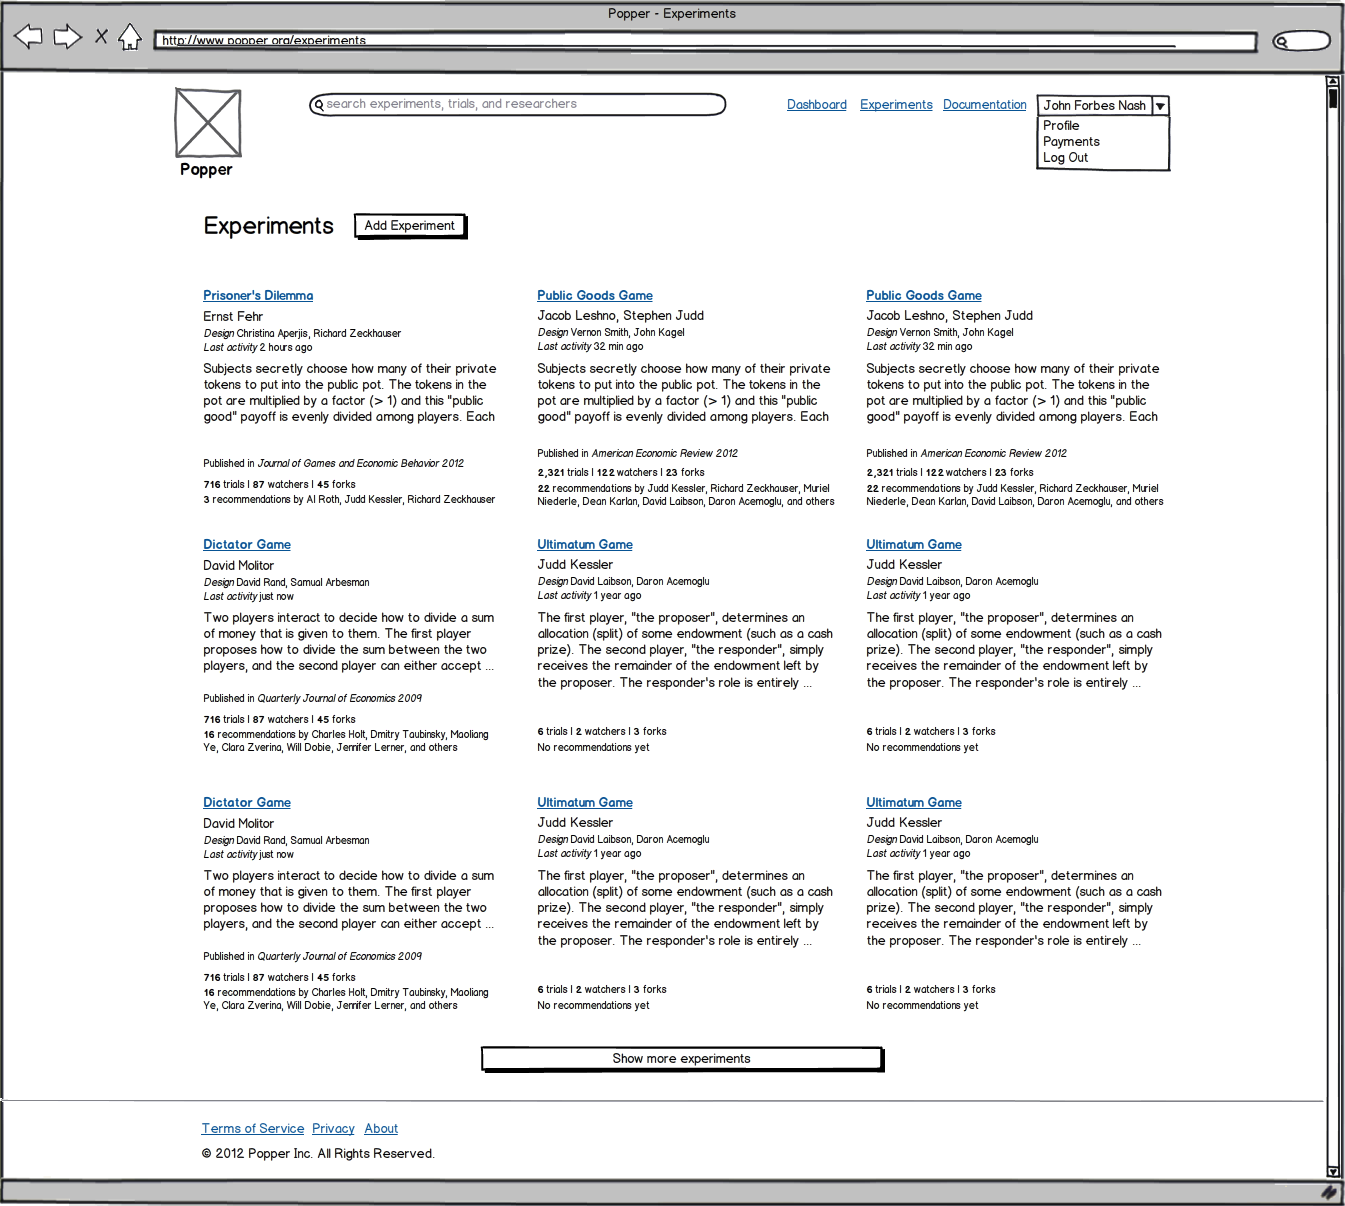 Popper - Experiments
http://www.popper.org/experiments
search experiments, trials, and researchers
Dashboard Experiments Documentation John Forbes Nash
Profile
Payments
Log Out
Popper
Experiments Add Experiment
Prisoner's Dilemma
Ernst Fehr
Design Christina Aperjis, Richard Zeckhauser
Last activity 2 hours ago
Subjects secretly choose how many of their private
tokens to put into the public pot. The tokens in the
pot are multiplied by a factor (> 1) and this "public
good" payoff is evenly divided among players. Each
Published in Journal of Games and Economic Behavior 2012
716 trials | 87 watchers | 45 forks
3 recommendations by Al Roth, Judd Kessler, Richard Zeckhauser
Public Goods Game
Jacob Leshno, Stephen Judd
Design Vernon Smith, John Kagel
Last activity 32 min ago
Subjects secretly choose how many of their private
tokens to put into the public pot. The tokens in the
pot are multiplied by a factor (> 1) and this "public
good" payoff is evenly divided among players. Each
Published in American Economic Review 2012
2,321 trials | 122 watchers | 23 forks
22 recommendations by Judd Kessler, Richard Zeckhauser, Muriel
Niederle, Dean Karlan, David Laibson, Daron Acemoglu, and others
Public Goods Game
Jacob Leshno, Stephen Judd
Design Vernon Smith, John Kagel
Last activity 32 min ago
Subjects secretly choose how many of their private
tokens to put into the public pot. The tokens in the
pot are multiplied by a factor (> 1) and this "public
good" payoff is evenly divided among players. Each
Published in American Economic Review 2012
2,321 trials | 122 watchers | 23 forks
22 recommendations by Judd Kessler, Richard Zeckhauser, Muriel
Niederle, Dean Karlan, David Laibson, Daron Acemoglu, and others
Dictator Game
David Molitor
Design David Rand, Samual Arbesman
Last activity just now
Two players interact to decide how to divide a sum
of money that is given to them. The first player
proposes how to divide the sum between the two
players, and the second player can either accept ...
Published in Quarterly Journal of Economics 2009
716 trials | 87 watchers | 45 forks
16 recommendations by Charles Holt, Dmitry Taubinsky, Maoliang
Ye, Clara Zverina, Will Dobie, Jennifer Lerner, and others
Ultimatum Game
Judd Kessler
Design David Laibson, Daron Acemoglu
Last activity 1 year ago
The first player, "the proposer", determines an
allocation (split) of some endowment (such as a cash
prize). The second player, "the responder", simply
receives the remainder of the endowment left by
the proposer. The responder's role is entirely ...
6 trials | 2 watchers | 3 forks
No recommendations yet
Ultimatum Game
Judd Kessler
Design David Laibson, Daron Acemoglu
Last activity 1 year ago
The first player, "the proposer", determines an
allocation (split) of some endowment (such as a cash
prize). The second player, "the responder", simply
receives the remainder of the endowment left by
the proposer. The responder's role is entirely ...
6 trials | 2 watchers | 3 forks
No recommendations yet
Dictator Game
David Molitor
Design David Rand, Samual Arbesman
Last activity just now
Two players interact to decide how to divide a sum
of money that is given to them. The first player
proposes how to divide the sum between the two
players, and the second player can either accept ...
Published in Quarterly Journal of Economics 2009
716 trials | 87 watchers | 45 forks
16 recommendations by Charles Holt, Dmitry Taubinsky, Maoliang
Ye, Clara Zverina, Will Dobie, Jennifer Lerner, and others
Ultimatum Game
Judd Kessler
Design David Laibson, Daron Acemoglu
Last activity 1 year ago
The first player, "the proposer", determines an
allocation (split) of some endowment (such as a cash
prize). The second player, "the responder", simply
receives the remainder of the endowment left by
the proposer. The responder's role is entirely ...
6 trials | 2 watchers | 3 forks
No recommendations yet
Ultimatum Game
Judd Kessler
Design David Laibson, Daron Acemoglu
Last activity 1 year ago
The first player, "the proposer", determines an
allocation (split) of some endowment (such as a cash
prize). The second player, "the responder", simply
receives the remainder of the endowment left by
the proposer. The responder's role is entirely ...
6 trials | 2 watchers | 3 forks
No recommendations yet
Show more experiments
Terms of Service Privacy About
© 2012 Popper Inc. All Rights Reserved.